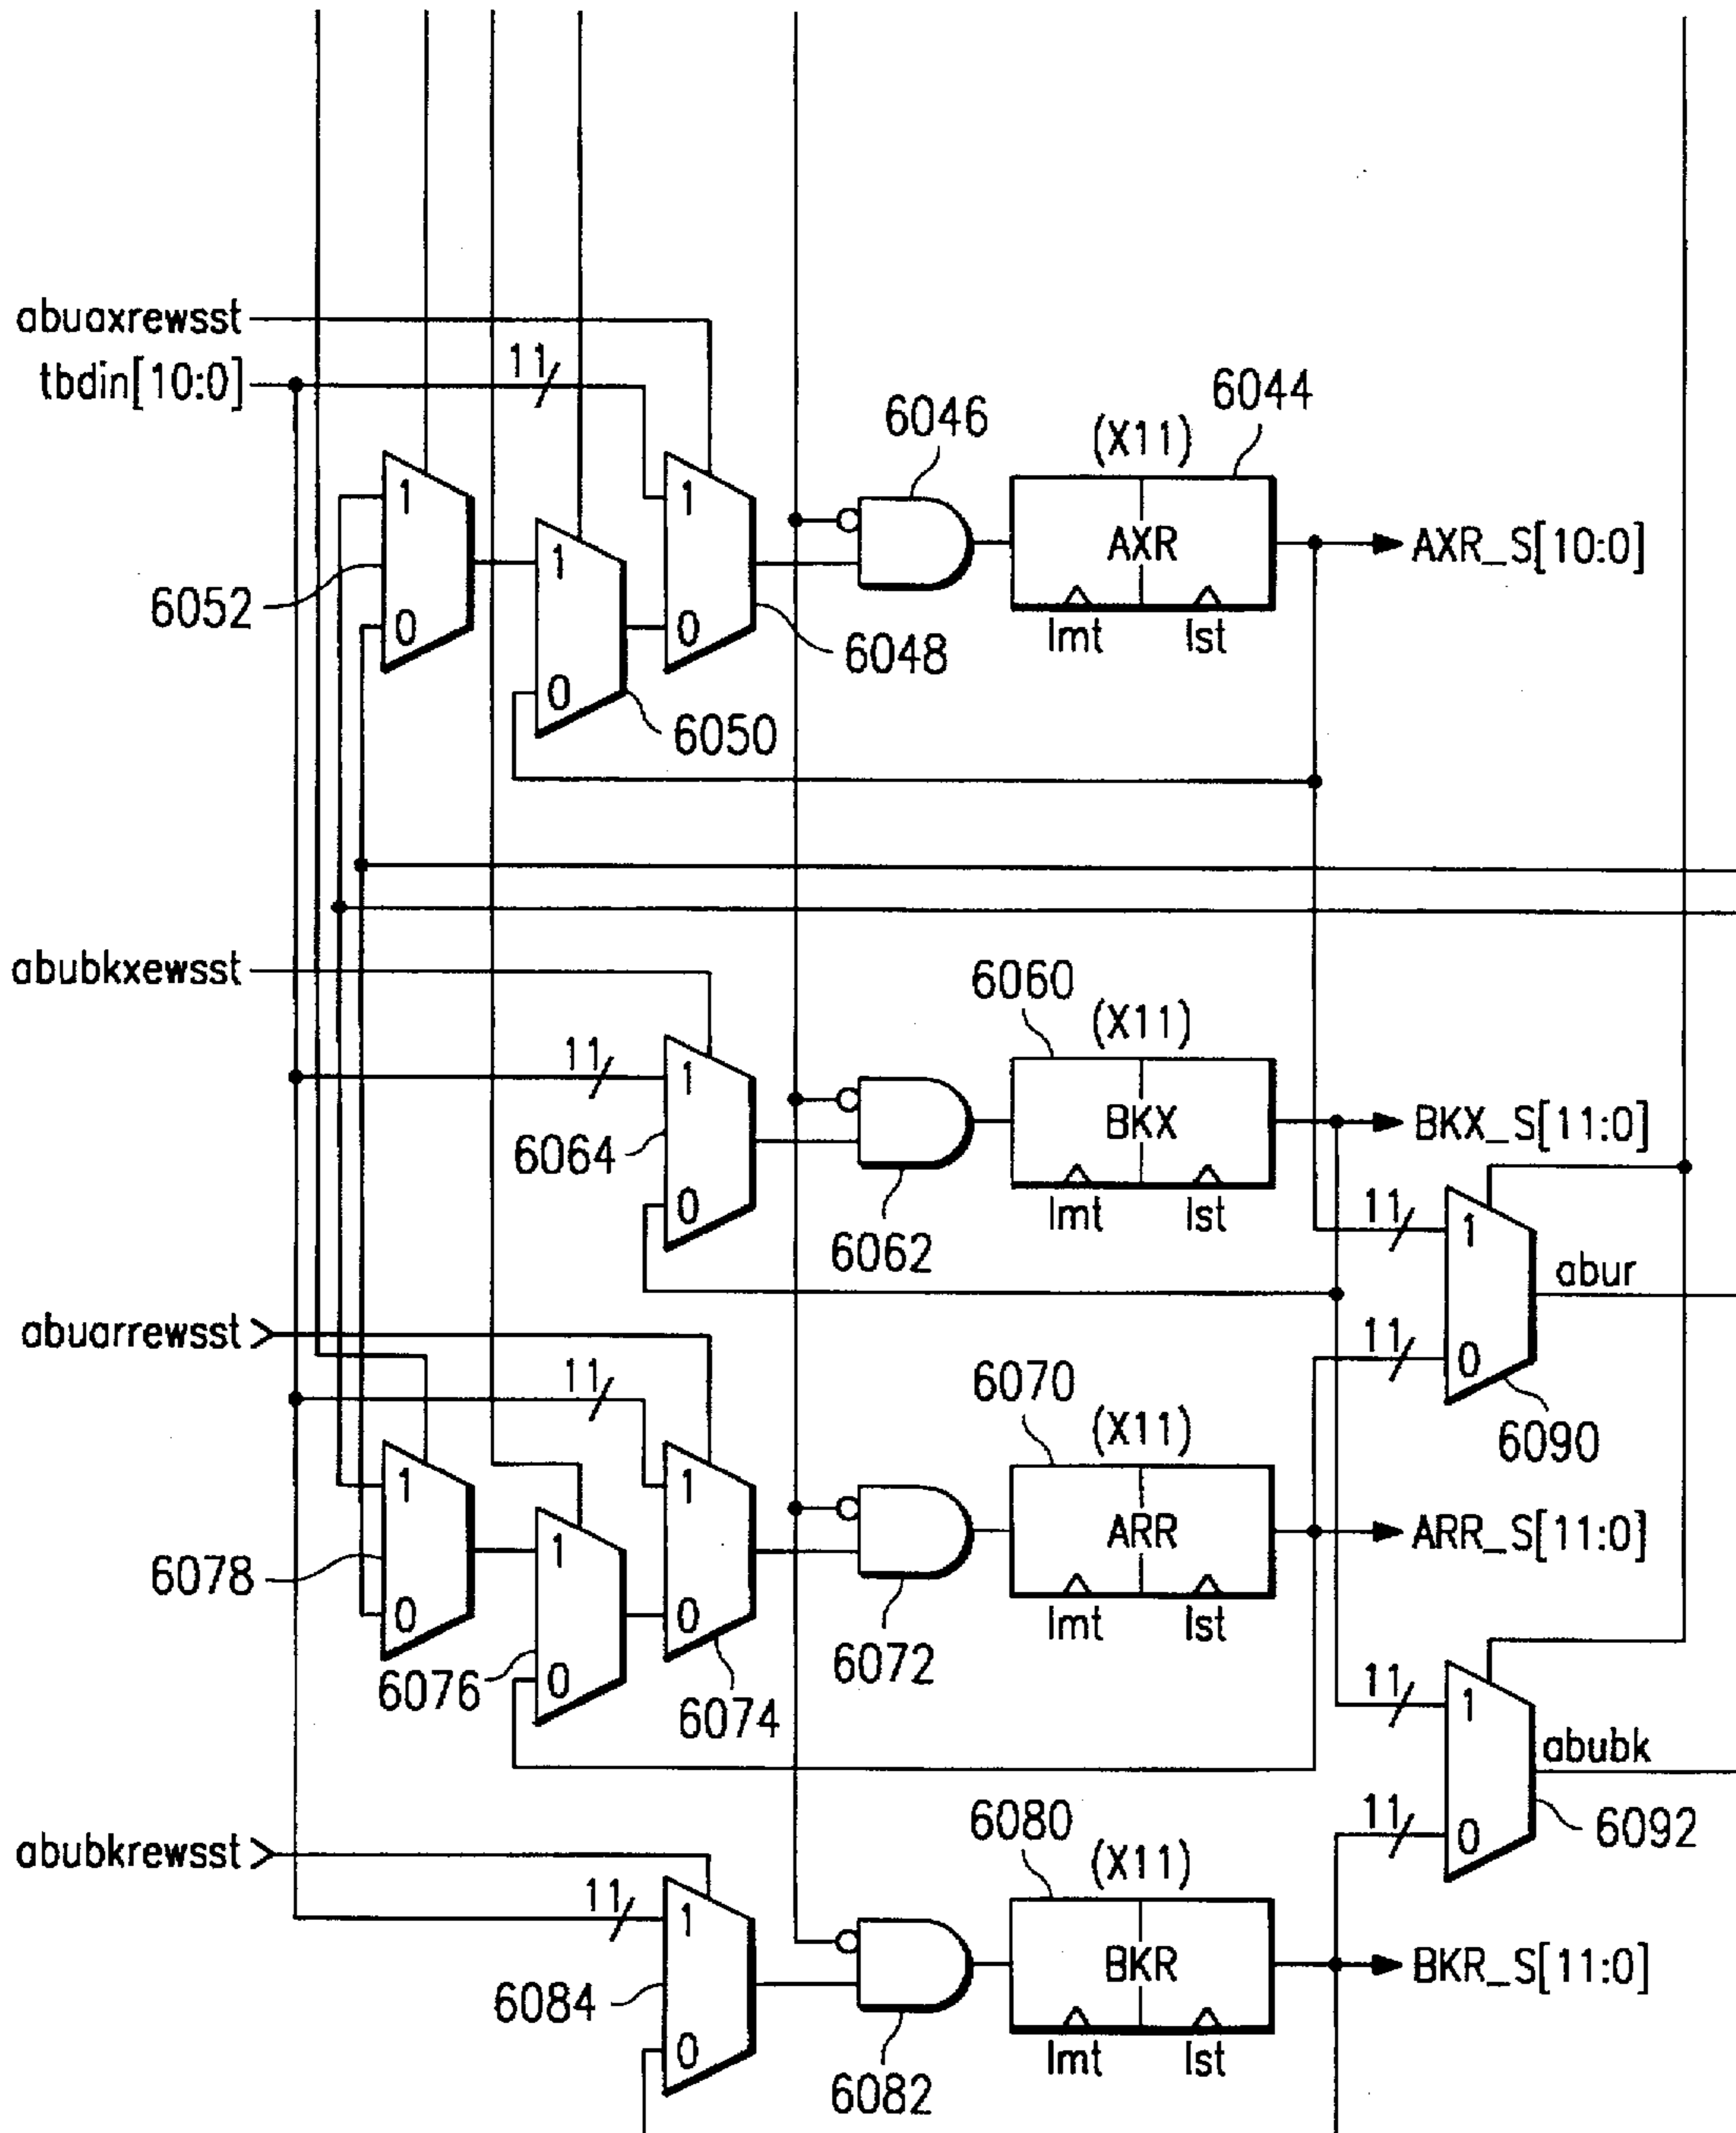 abuaxrewsst
tbdin[10:0]
11
6046
6044
(X11)
1
0
6052
1
0
6050
1
0
6048
AXR
lmt
lst
AXR_S[10:0]
abubkxewsst
11
1
0
6064
6062
6060
(X11)
BKX
lmt
lst
BKX_S[11:0]
11
1
11
0
abur
6090
abuarrewsst
11
1
0
6078
1
0
6076
1
0
6074
6072
6070
(X11)
ARR
lmt
lst
ARR_S[11:0]
11
1
11
0
abubk
6092
abubkrewsst
11
1
0
6084
6082
6080
(X11)
BKR
lmt
lst
BKR_S[11:0]